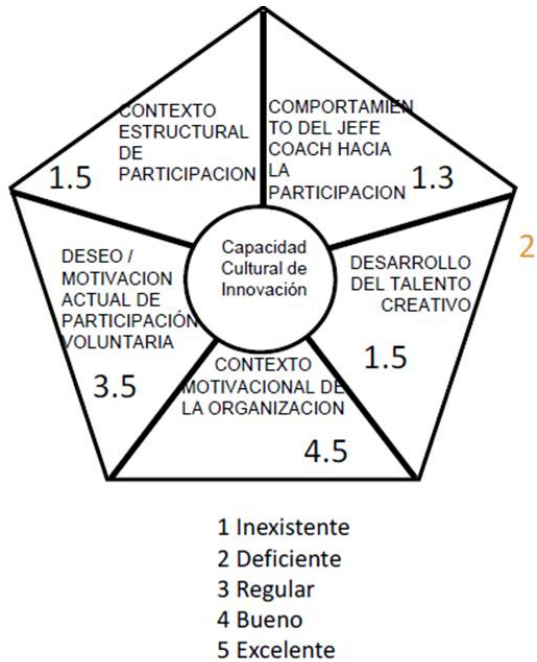 CONTEXTO
ESTRUCTURAL
DE
PARTICIPACION
1.5
COMPORTAMIEN
TO DEL JEFE
COACH HACIA
LA
PARTICIPACION
1.3
DESEO /
MOTIVACION
ACTUAL DE
PARTICIPACIÓN
VOLUNTARIA
3.5
Capacidad
Cultural de
Innovación
DESARROLLO
DEL TALENTO
CREATIVO
1.5
2
CONTEXTO
MOTIVACIONAL DE
LA ORGANIZACION
4.5
1 Inexistente
2 Deficiente
3 Regular
4 Bueno
5 Excelente